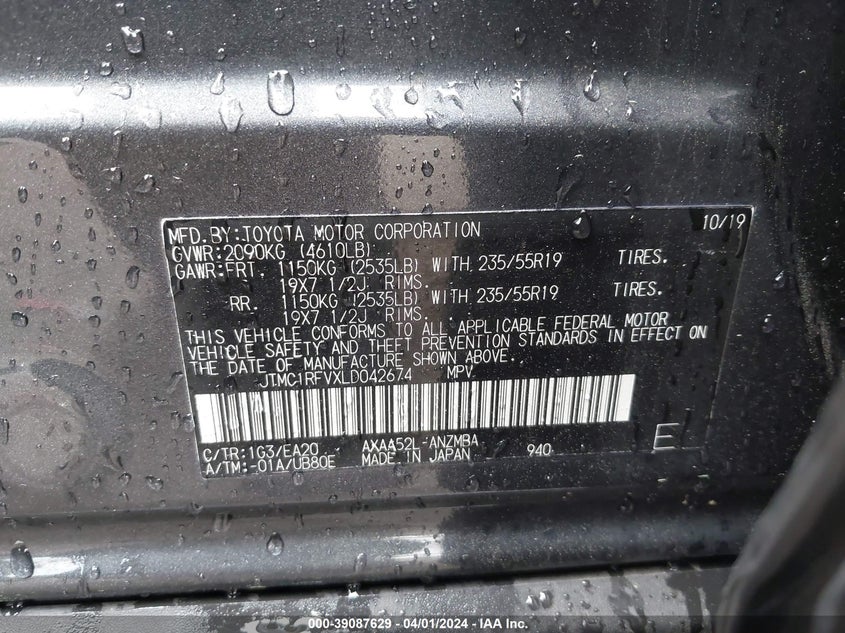 MFD.BY:TOYOTA MOTOR CORPORATION 10/19
GVWR:2090KG (4610LB)
GAWR:FRT. 1150KG (2535LB) WITH 235/55R19 TIRES.
19X7 1/2J RIMS.
RR. 1150KG (2535LB) WITH 235/55R19 TIRES.
19X7 1/2J RIMS.
THIS VEHICLE CONFORMS TO ALL APPLICABLE FEDERAL MOTOR
VEHICLE SAFETY AND THEFT PREVENTION STANDARDS IN EFFECT ON
THE DATE OF MANUFACTURE SHOWN ABOVE.
JTMC1RFVXLD042674 MPV
C/TR:1G3/EA20 AXAA52L-ANZMBA
A/TM:-01A/UB80E MADE IN JAPAN 940
E
000-39087629 - 04/01/2024 - IAA Inc.